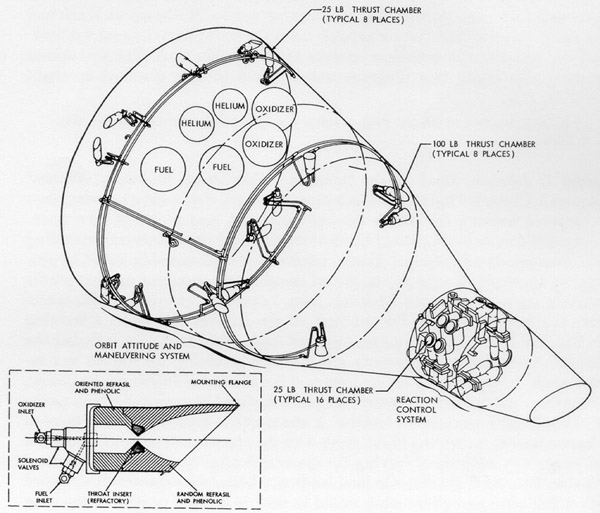 25 LB THRUST CHAMBER
(TYPICAL 8 PLACES)
HELIUM
OXIDIZER
HELIUM
OXIDIZER
FUEL
FUEL
100 LB THRUST CHAMBER
(TYPICAL 8 PLACES)
ORBIT ATTITUDE AND
MANEUVERING SYSTEM
25 LB THRUST CHAMBER
(TYPICAL 16 PLACES)
REACTION
CONTROL
SYSTEM
ORIENTED REFRASIL
AND PHENOLIC
MOUNTING FLANGE
OXIDIZER
INLET
SOLENOID
VALVES
FUEL
INLET
THROAT INSERT
(REFRACTORY)
RANDOM REFRASIL
AND PHENOLIC